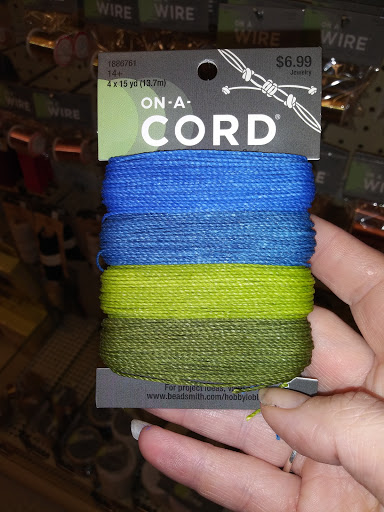 WIRE
WIRE
WIRE
1886761
14+
4 x 15 yd (13.7m)
$6.99
Jewelry
ON-A-
CORD®
WIRE
For project ideas,
www.beadsmith.com/hobbylob